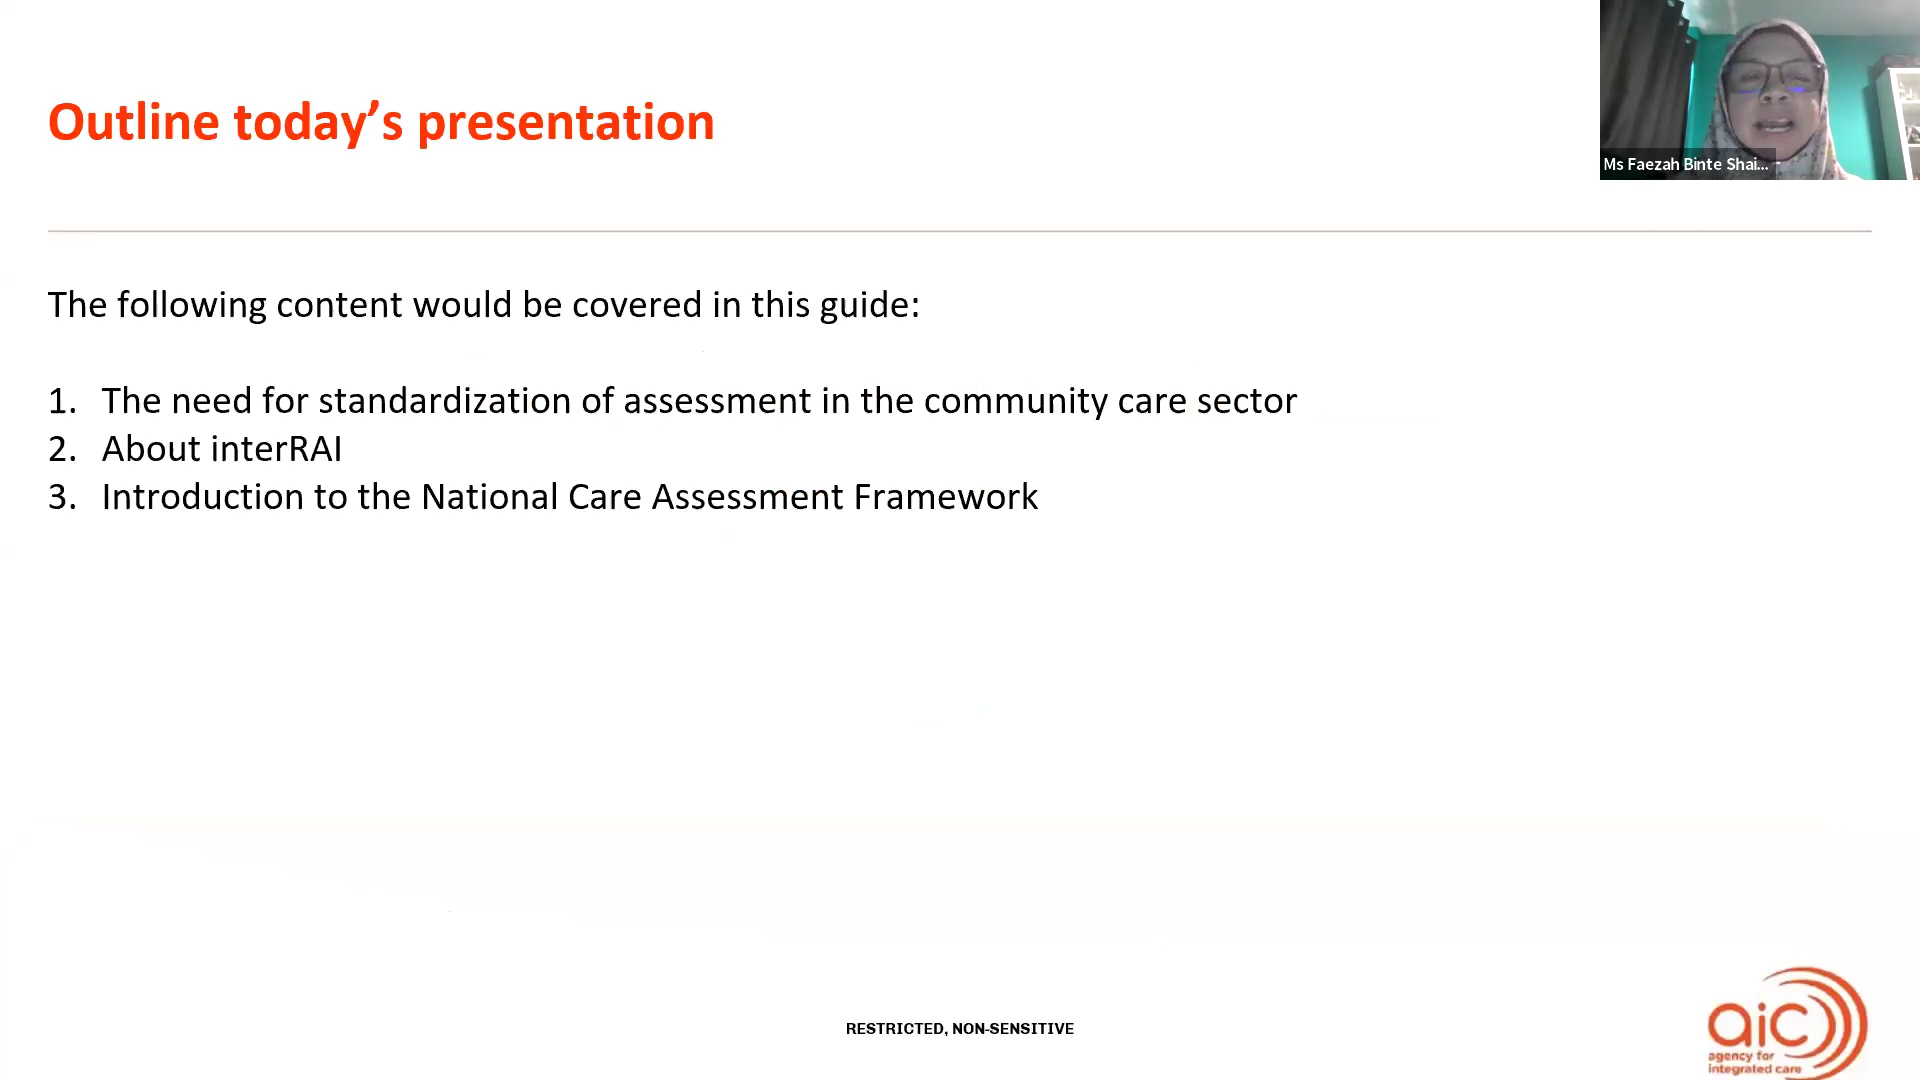 Outline today’s presentation
Ms Faezah Binte Shai...
The following content would be covered in this guide:
1. The need for standardization of assessment in the community care sector
2. About interRAI
3. Introduction to the National Care Assessment Framework
RESTRICTED, NON-SENSITIVE
aic
agency for
integrated care